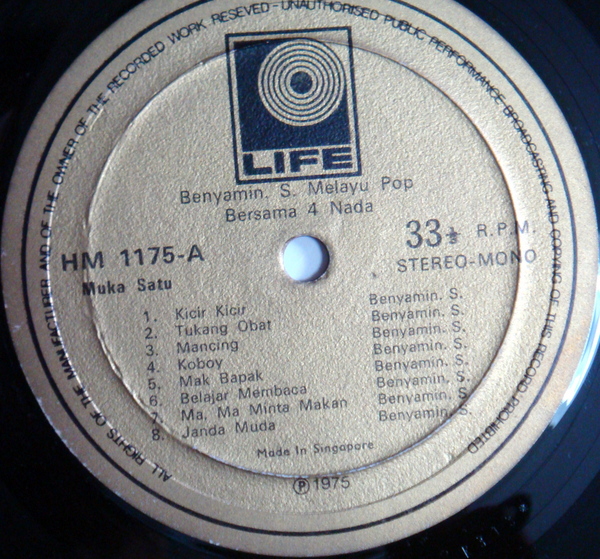 ALL RIGHTS OF THE MANUFACTURER AND OF THE OWNER OF THE RECORDED WORK RESEVED-UNAUTHORISED PUBLIC PERFORMANCE BROADCASTING AND COPYING OF THIS RECORD PROHIBITED
LIFE
Benyamin. S. Melayu Pop
Bersama 4 Nada
HM 1175-A
33⅓ R.P.M.
Muka Satu
STEREO-MONO
1. Kicir Kicir Benyamin. S.
2. Tukang Obat Benyamin. S.
3. Mancing Benyamin. S.
4. Koboy Benyamin. S.
5. Mak Bapak Benyamin. S.
6. Belajar Membaca Benyamin. S.
7. Ma, Ma Minta Makan Benyamin. S.
8. Janda Muda Benyamin. S.
Made In Singapore
Ⓟ 1975